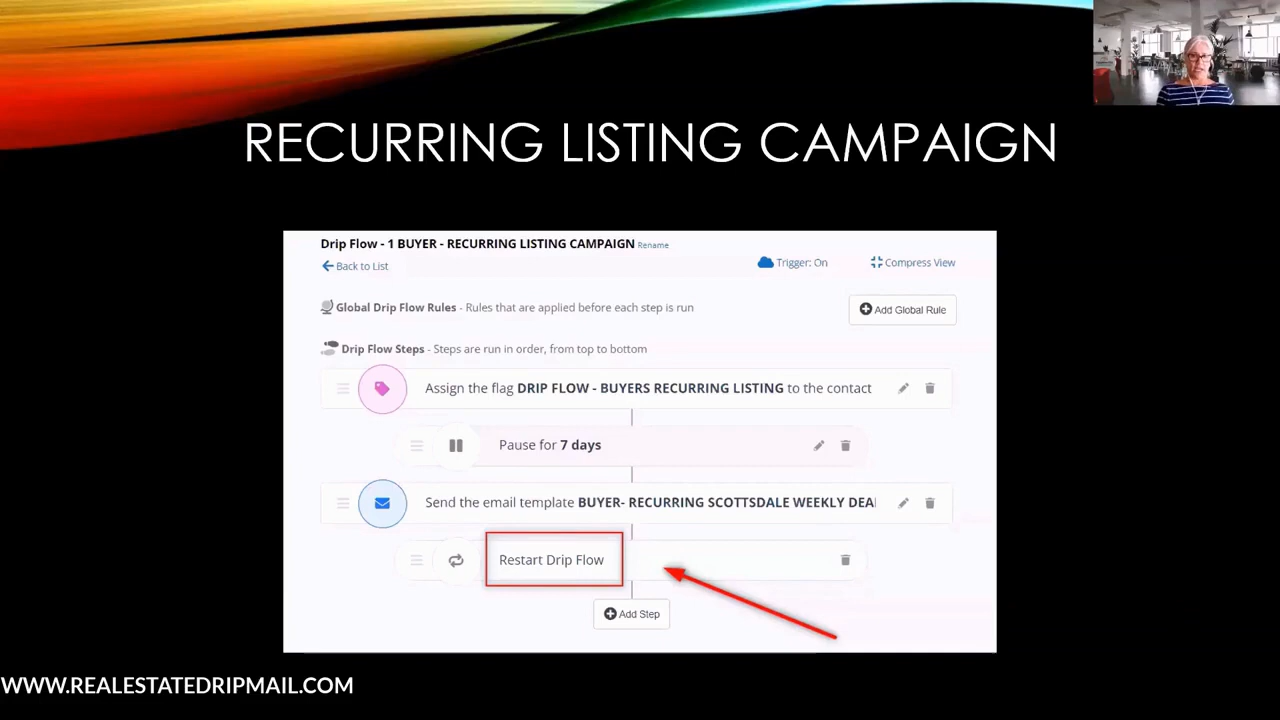 RECURRING LISTING CAMPAIGN
Drip Flow - 1 BUYER - RECURRING LISTING CAMPAIGN Rename
Back to List
Trigger: On
Compress View
Global Drip Flow Rules - Rules that are applied before each step is run
Add Global Rule
Drip Flow Steps - Steps are run in order, from top to bottom
Assign the flag DRIP FLOW - BUYERS RECURRING LISTING to the contact
Pause for 7 days
Send the email template BUYER- RECURRING SCOTTSDALE WEEKLY DEA
Restart Drip Flow
Add Step
WWW.REALESTATEDRIPMAIL.COM